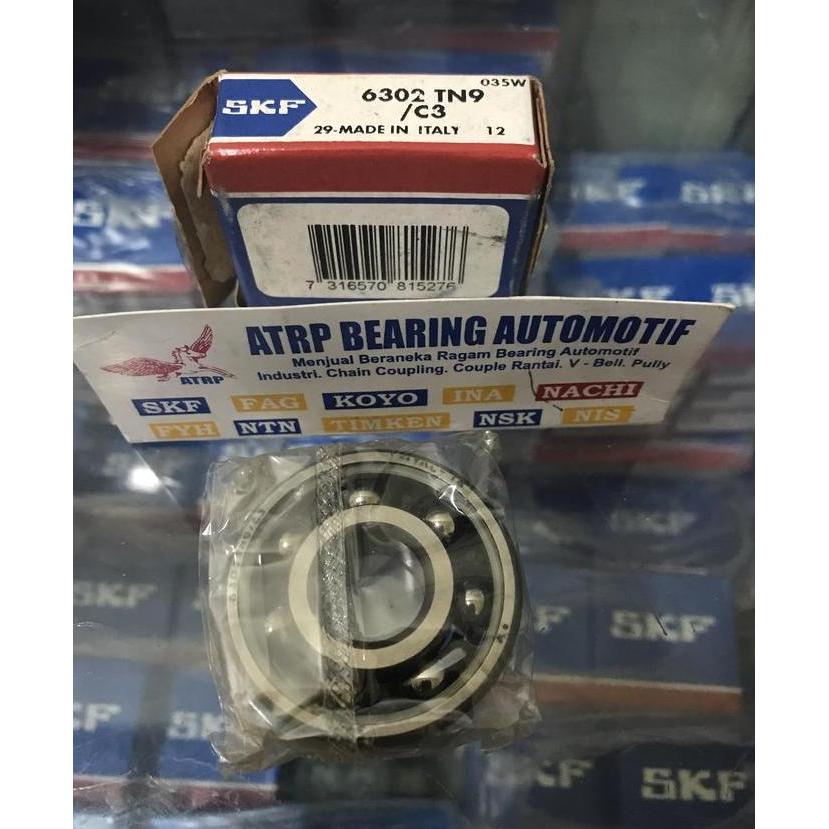 035W
SKF
6302 TN9
/C3
29-MADE IN ITALY 12
7 316570 815276
ATRP BEARING AUTOMOTIF
Menjual Beraneka Ragam Bearing Automotif
Industri. Chain Coupling. Couple Rantai. V - Bell. Pully
ATRP
SKF FAG KOYO INA NACHI
FYH NTN TIMKEN NSK NIS
SKF
SKF
SKF
SKF
SKF
SKF
SKF